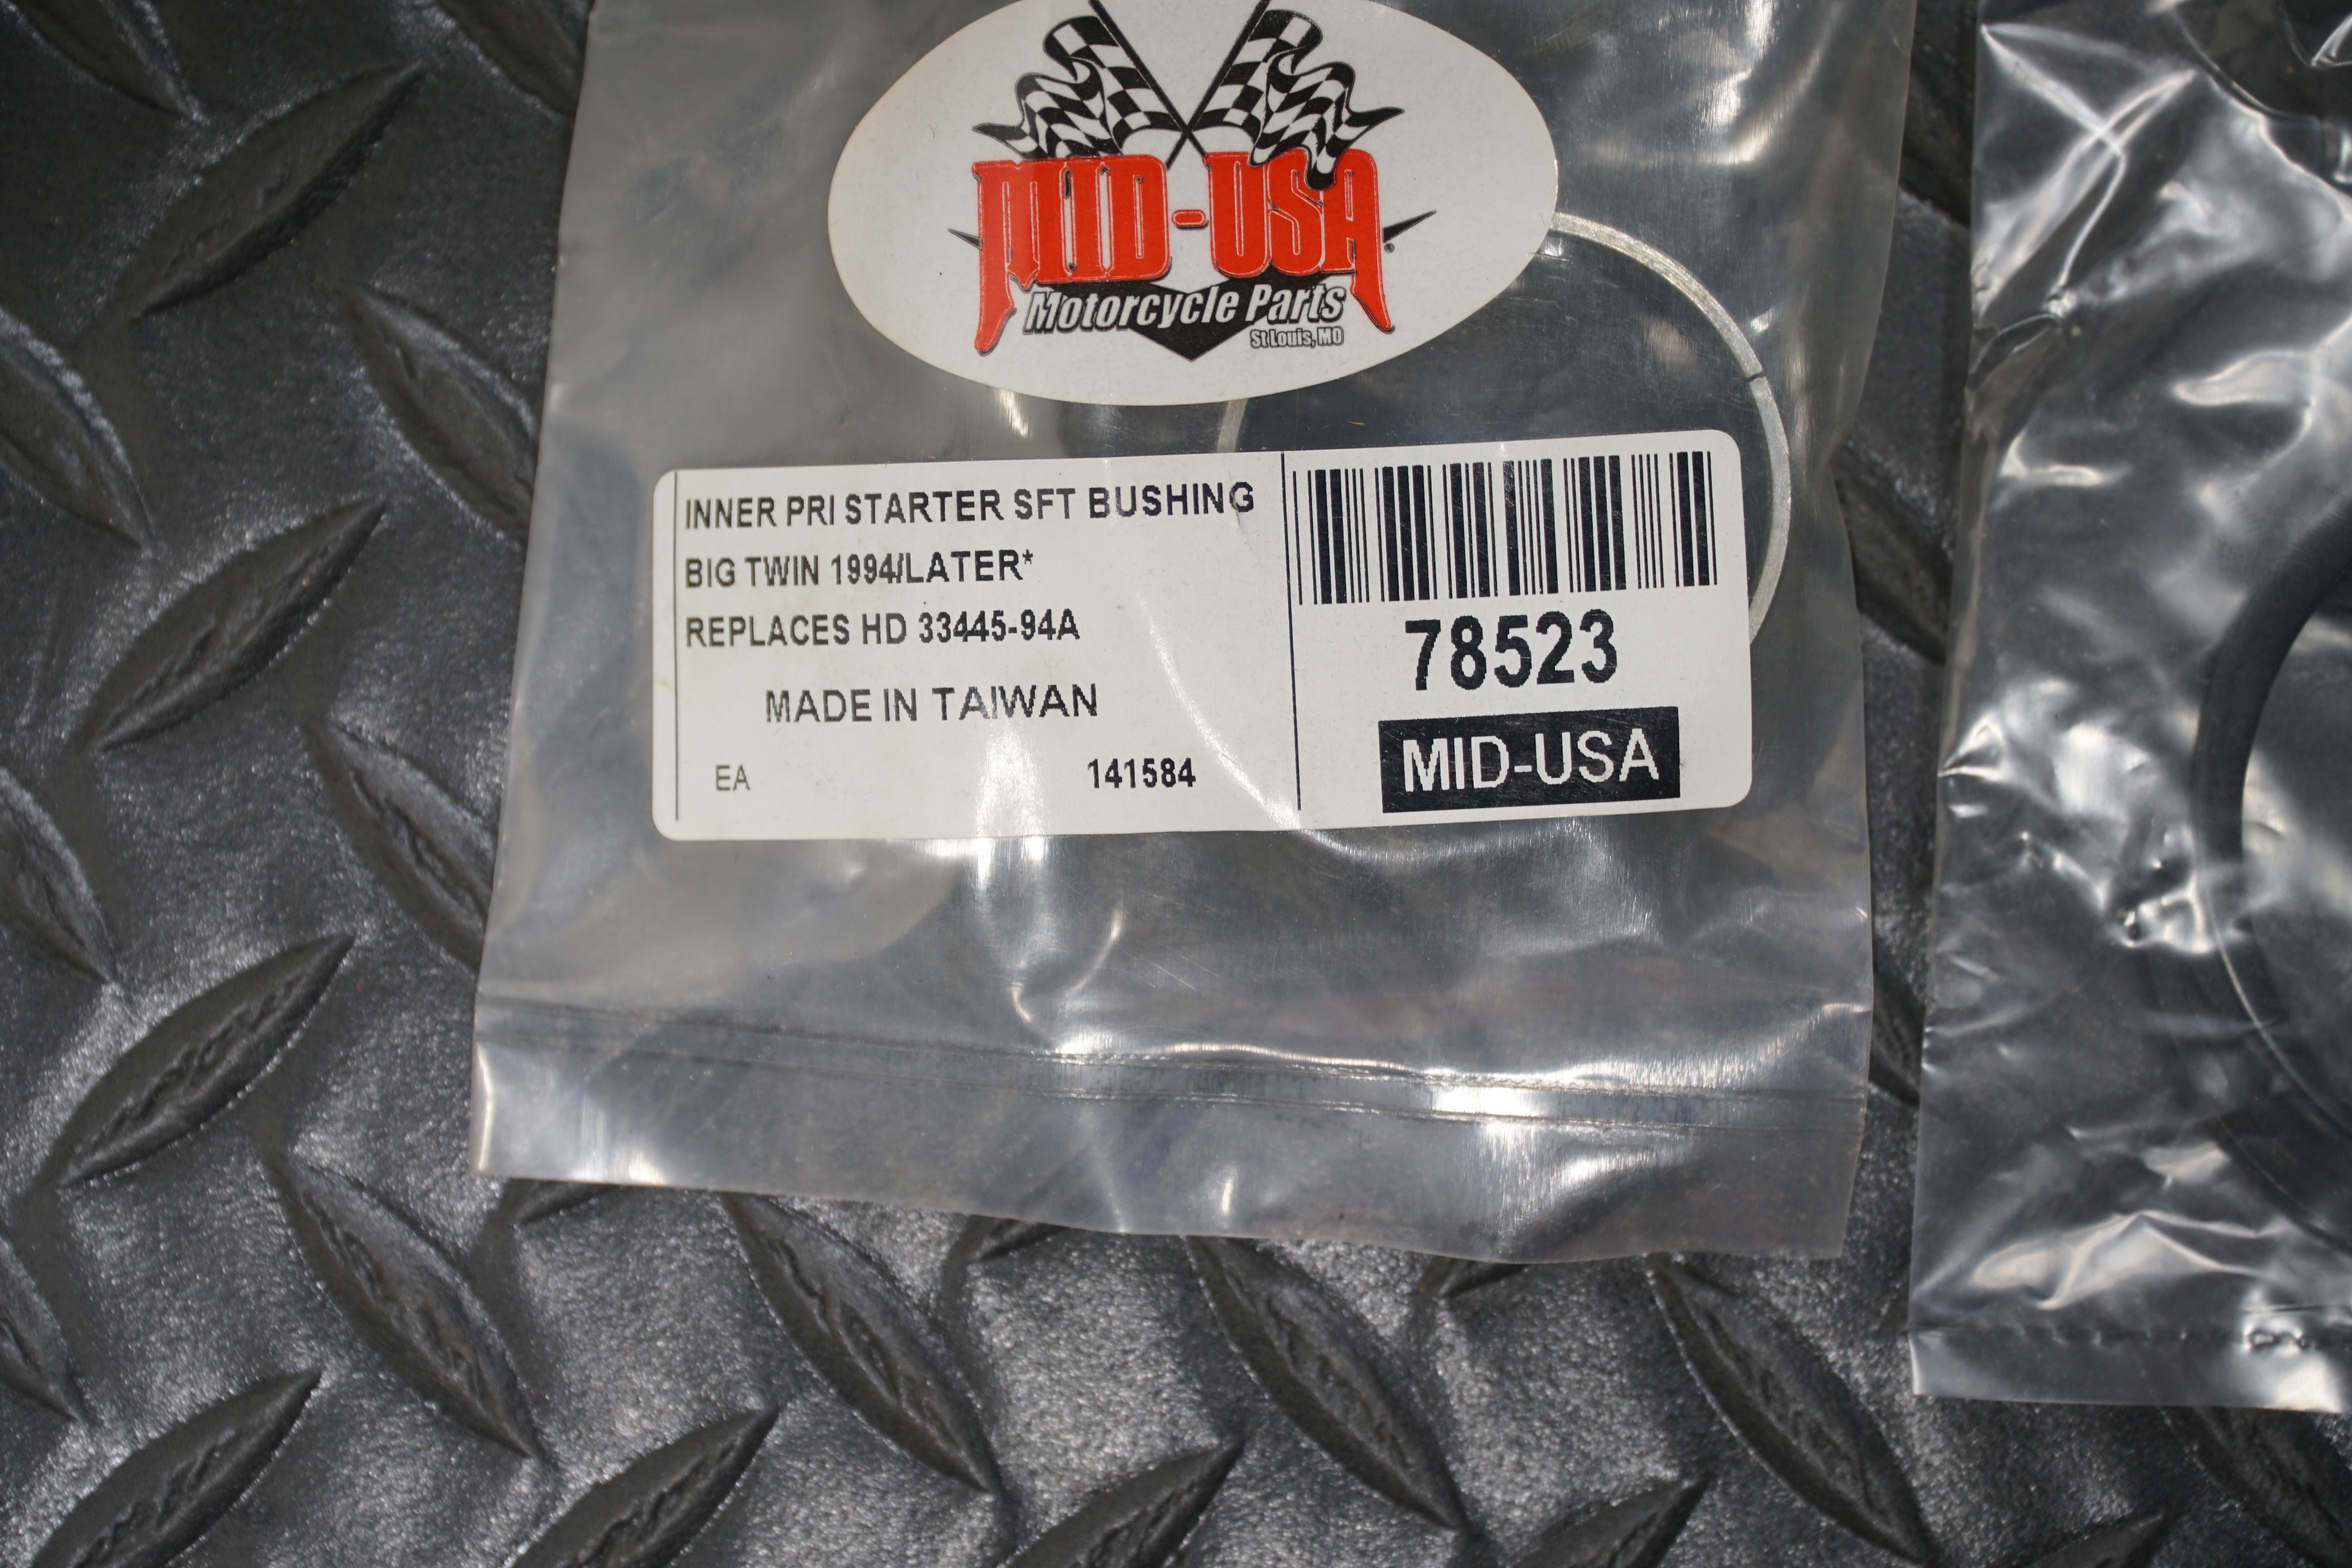 MID-USA
Motorcycle Parts
St Louis, MO
INNER PRI STARTER SFT BUSHING
BIG TWIN 1994/LATER*
REPLACES HD 33445-94A
MADE IN TAIWAN
EA 141584
78523
MID-USA